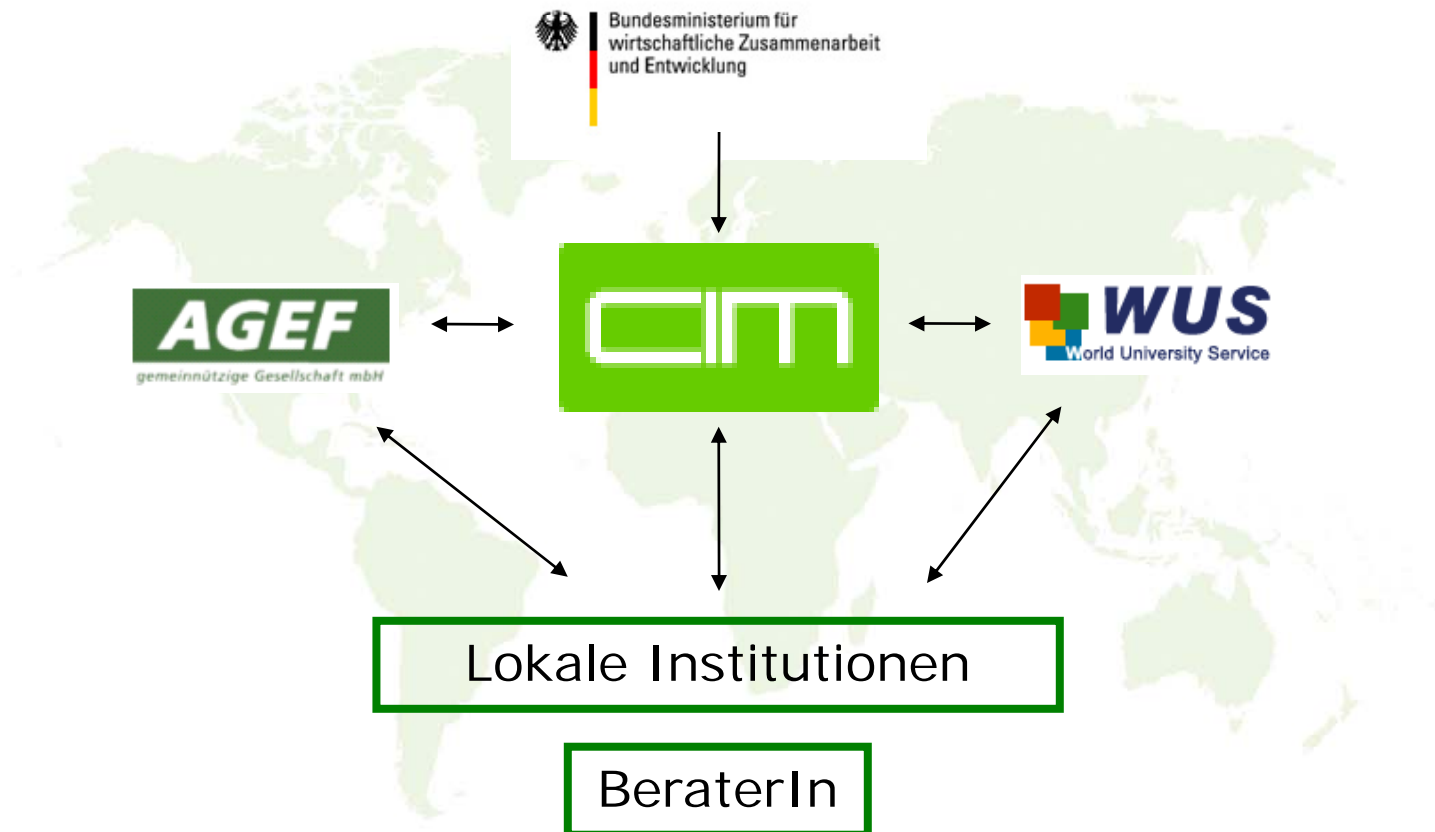 Bundesministerium für
wirtschaftliche Zusammenarbeit
und Entwicklung
AGEF
gemeinnützige Gesellschaft mbH
cim
WUS
World University Service
Lokale Institutionen
BeraterIn